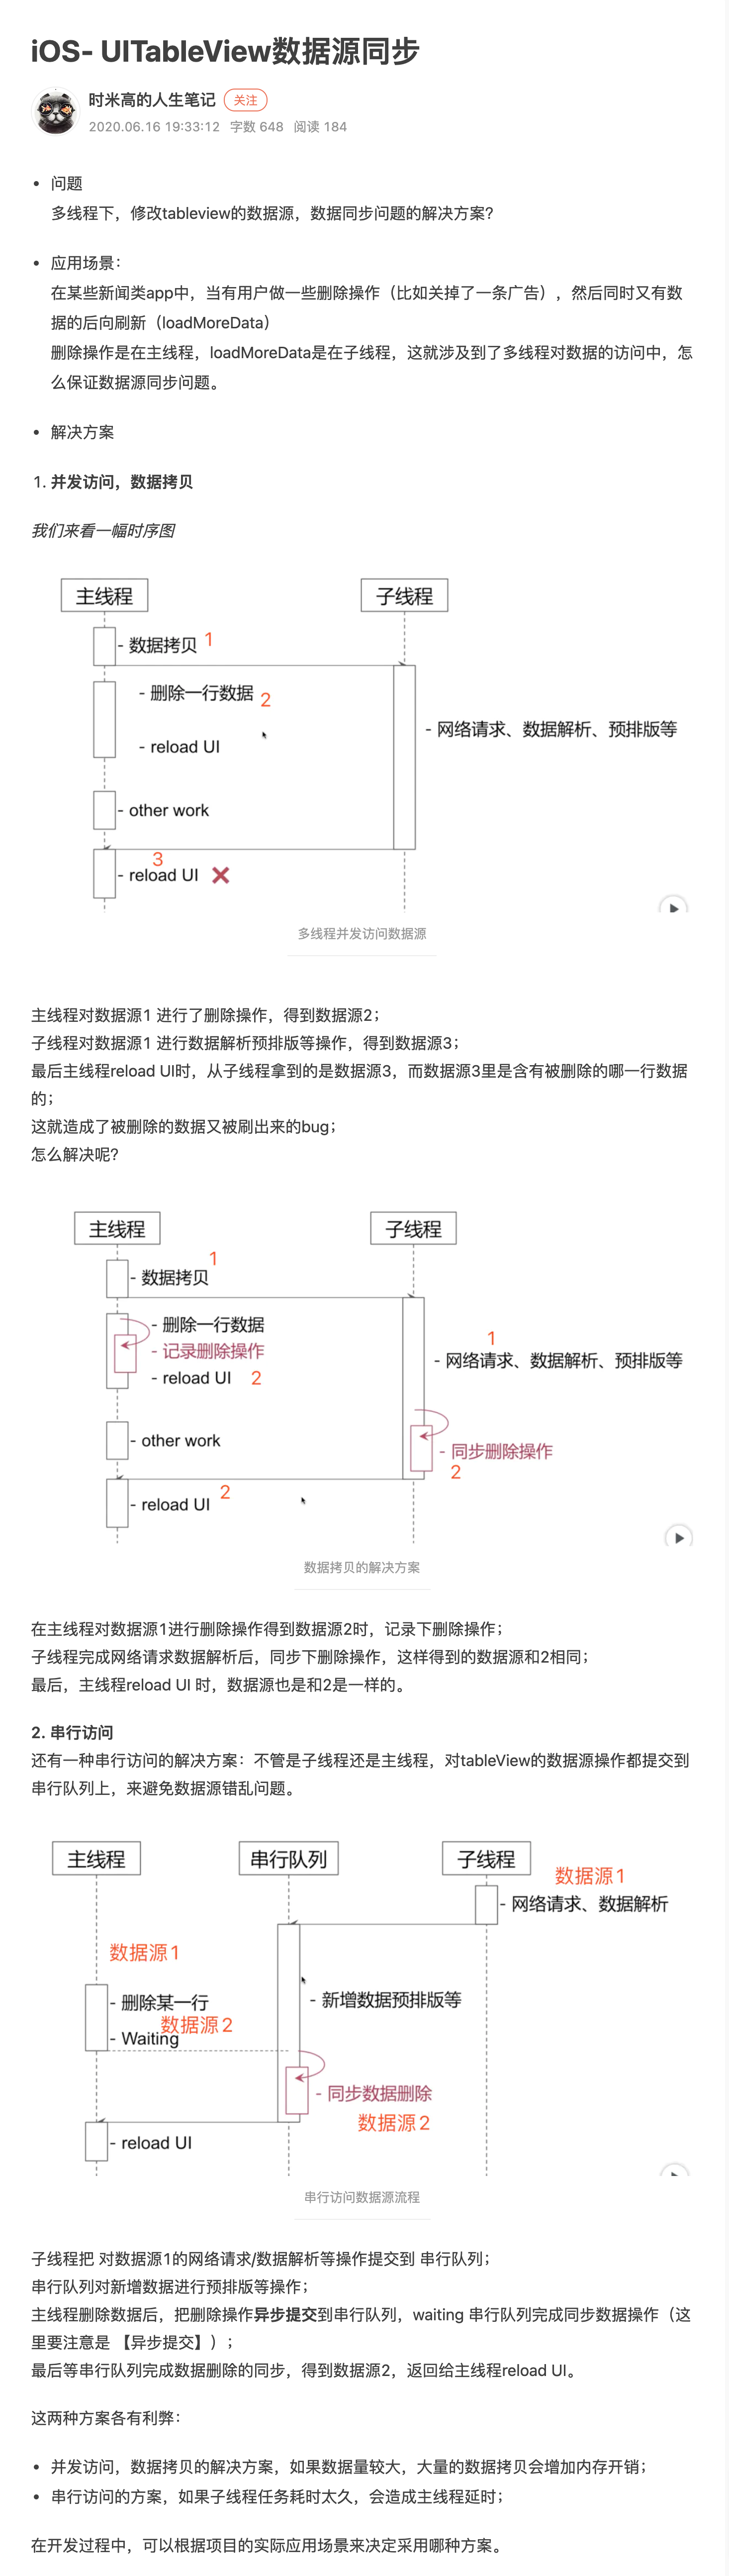 iOS- UITableView数据源同步
时米高的人生笔记 关注
2020.06.16 19:33:12 字数 648 阅读 184
• 问题
多线程下，修改tableview的数据源，数据同步问题的解决方案?
• 应用场景：
在某些新闻类app中，当有用户做一些删除操作（比如关掉了一条广告），然后同时又有数
据的后向刷新（loadMoreData）
删除操作是在主线程，loadMoreData是在子线程，这就涉及到了多线程对数据的访问中，怎
么保证数据源同步问题。
• 解决方案
1. 并发访问，数据拷贝
我们来看一幅时序图
主线程 子线程
- 数据拷贝 1
- 删除一行数据 2
- 网络请求、数据解析、预排版等
- reload UI
- other work
3
- reload UI
多线程并发访问数据源
主线程对数据源1 进行了删除操作，得到数据源2；
子线程对数据源1 进行数据解析预排版等操作，得到数据源3；
最后主线程reload UI时，从子线程拿到的是数据源3，而数据源3里是含有被删除的哪一行数据
的；
这就造成了被删除的数据又被刷出来的bug；
怎么解决呢?
主线程 子线程
1
- 数据拷贝
- 删除一行数据
1
- 记录删除操作
- 网络请求、数据解析、预排版等
- reload UI 2
- other work
- 同步删除操作
2
2
- reload UI
数据拷贝的解决方案
在主线程对数据源1进行删除操作得到数据源2时，记录下删除操作；
子线程完成网络请求数据解析后，同步下删除操作，这样得到的数据源和2相同；
最后，主线程reload UI 时，数据源也是和2是一样的。
2. 串行访问
还有一种串行访问的解决方案：不管是子线程还是主线程，对tableView的数据源操作都提交到
串行队列上，来避免数据源错乱问题。
主线程 串行队列 子线程
数据源1
- 网络请求、数据解析
数据源1
- 删除某一行
- 新增数据预排版等
数据源2
- Waiting
- 同步数据删除
数据源2
- reload UI
串行访问数据源流程
子线程把 对数据源1的网络请求/数据解析等操作提交到 串行队列；
串行队列对新增数据进行预排版等操作；
主线程删除数据后，把删除操作异步提交到串行队列，waiting 串行队列完成同步数据操作（这
里要注意是 【异步提交】）；
最后等串行队列完成数据删除的同步，得到数据源2，返回给主线程reload UI。
这两种方案各有利弊：
• 并发访问，数据拷贝的解决方案，如果数据量较大，大量的数据拷贝会增加内存开销；
• 串行访问的方案，如果子线程任务耗时太久，会造成主线程延时；
在开发过程中，可以根据项目的实际应用场景来决定采用哪种方案。